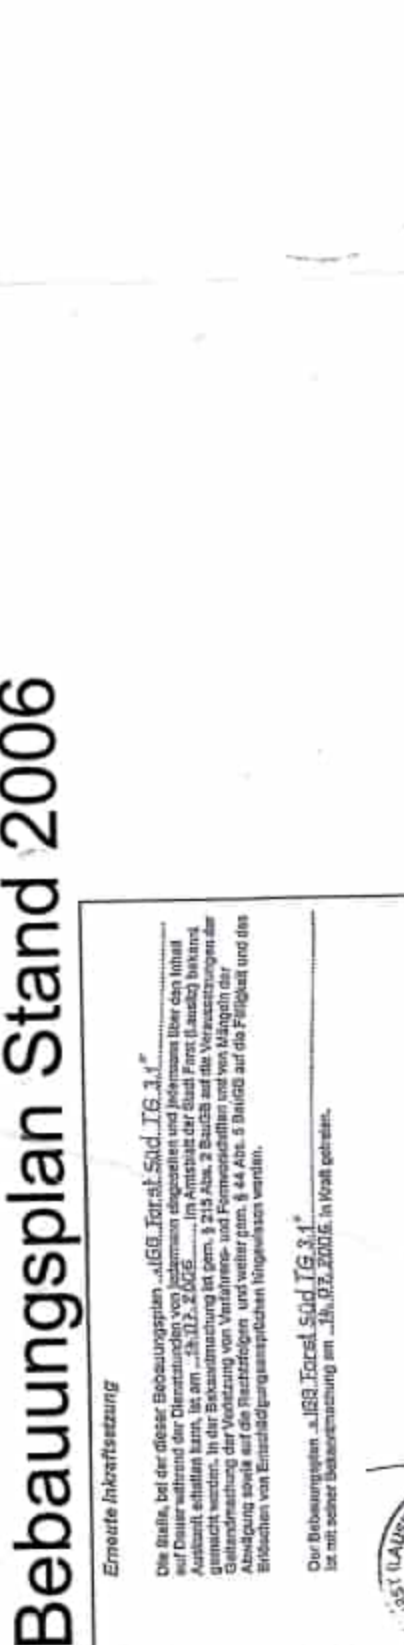 Bebauungsplan Stand 2006
Erneute Inkraftsetzung
Die Stelle, bei der dieser Bebauungsplan „IGG Forst Süd TG 3.1"
auf Dauer während der Dienststunden von jedermann eingesehen und jedermann über den Inhalt
Auskunft erhalten kann, ist am 14.07.2006 im Amtsblatt der Stadt Forst (Lausitz) bekannt
gemacht worden. In der Bekanntmachung ist gem. § 215 Abs. 2 BauGB auf die Voraussetzungen der
Geltendmachung der Verletzung von Verfahrens- und Formvorschriften und von Mängeln der
Abwägung sowie auf die Rechtsfolgen und weiter gem. § 44 Abs. 5 BauGB auf die Fälligkeit und das
Erlöschen von Entschädigungsansprüchen hingewiesen worden.
Der Bebauungsplan „IGG Forst Süd TG 3.1"
ist mit seiner Bekanntmachung am 14.07.2006 in Kraft getreten.